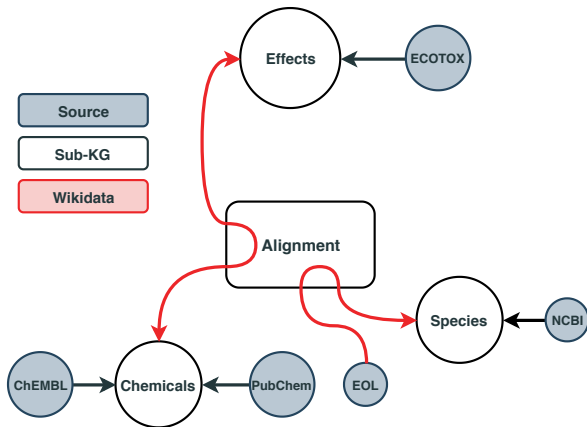 Effects
ECOTOX
Source
Sub-KG
Wikidata
Alignment
Species
NCBI
ChEMBL
Chemicals
PubChem
EOL